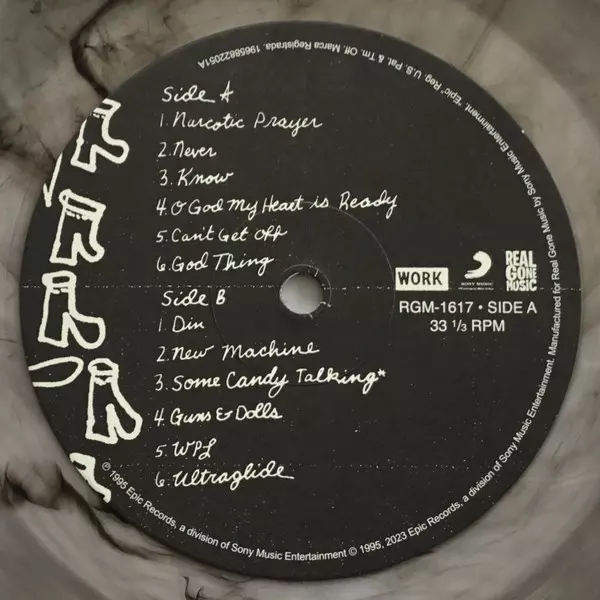 Side A
1. Narcotic Prayer
2. Never
3. Know
4. O God My Heart is Ready
5. Can't Get Off
6. God Thing
Side B
1. Din
2. New Machine
3. Some Candy Talking*
4. Guns & Dolls
5. WPL
6. Ultraglide
WORK
SONY MUSIC
REAL
GONE
MUSIC
RGM-1617 • SIDE A
33 1/3 RPM
℗ 1995 Epic Records, a division of Sony Music Entertainment © 1995, 2023 Epic Records, a division of Sony Music Entertainment. Manufactured for Real Gone Music by Sony Music Entertainment. "Epic" Reg. U.S. Pat. & Tm. Off. Marca Registrada. 19658822051A